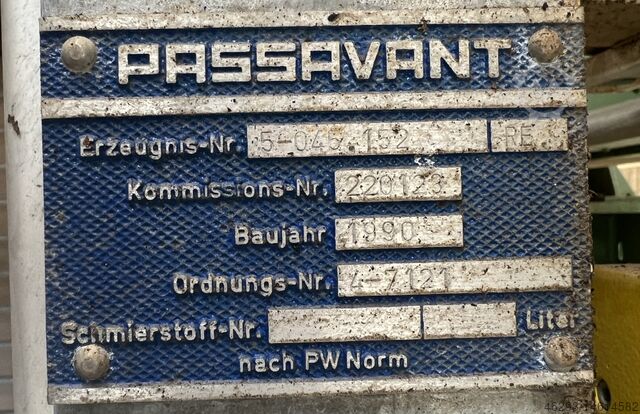 PASSAVANT
Erzeugnis-Nr. 5-045.152 RE
Kommissions-Nr. 220123
Baujahr 1990
Ordnungs-Nr. 4-7121
Schmierstoff-Nr. Liter
nach PW Norm